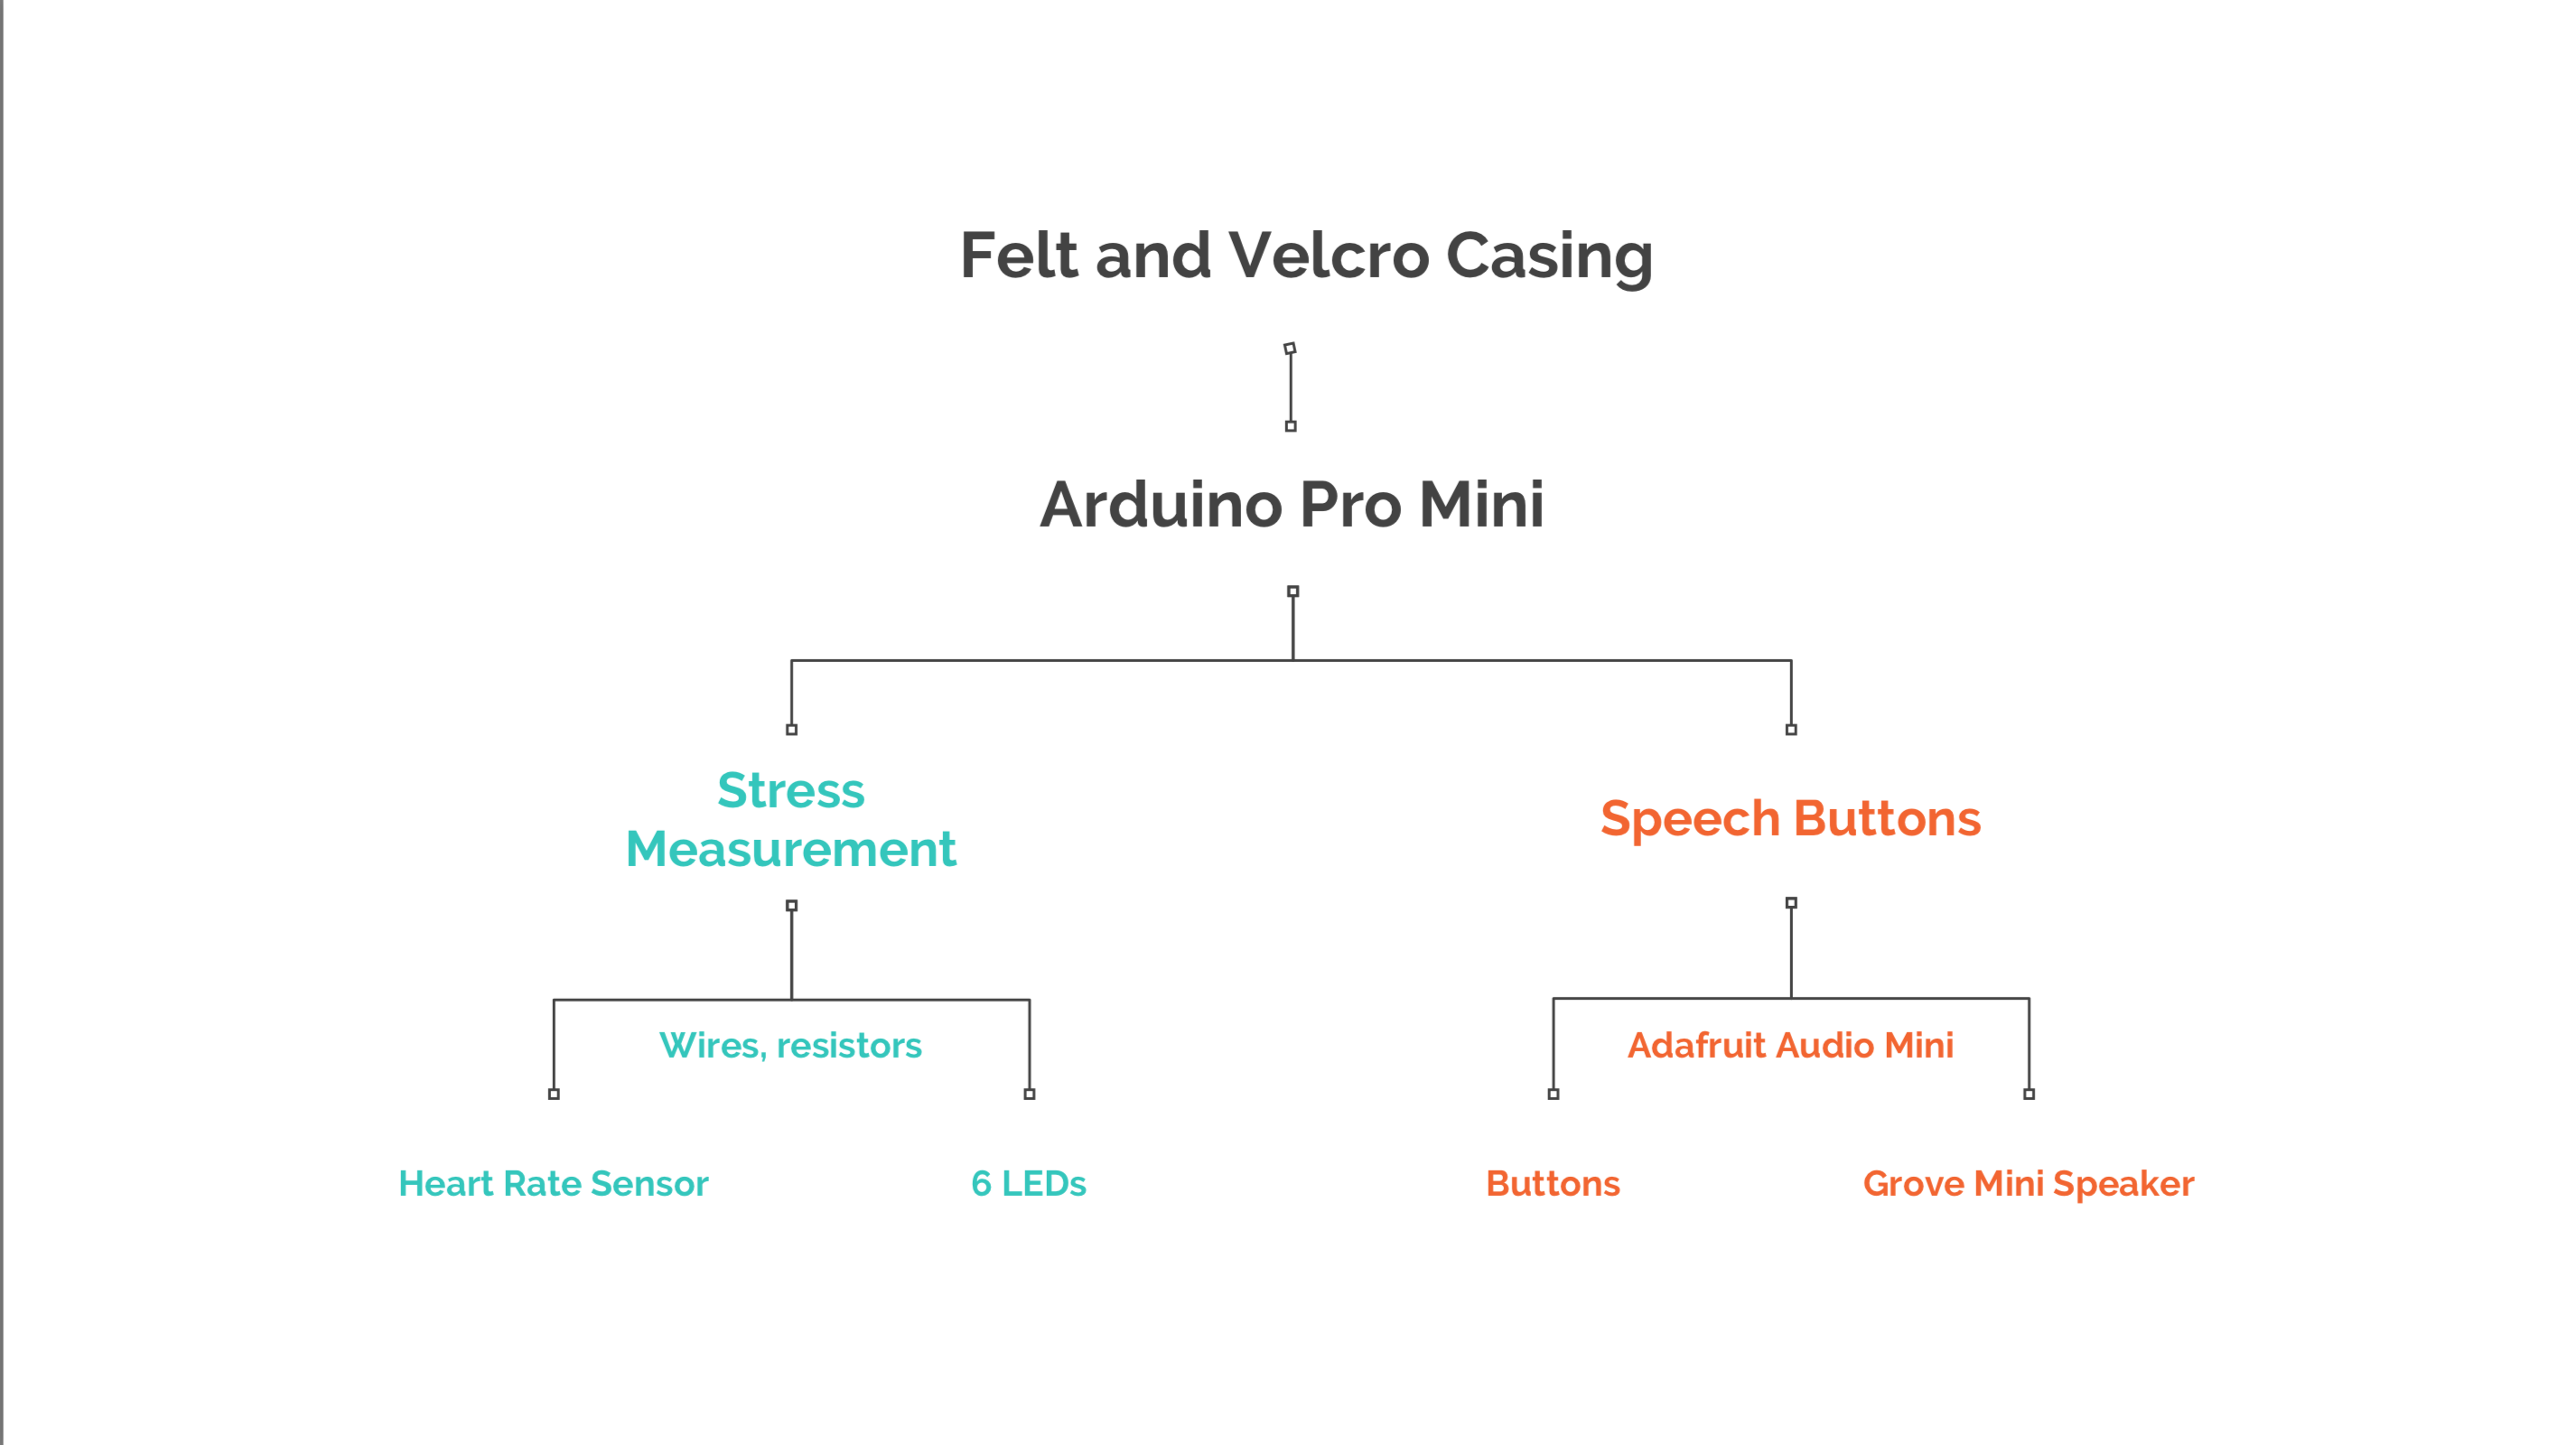 Felt and Velcro Casing
Arduino Pro Mini
Stress
Measurement
Speech Buttons
Wires, resistors
Adafruit Audio Mini
Heart Rate Sensor
6 LEDs
Buttons
Grove Mini Speaker